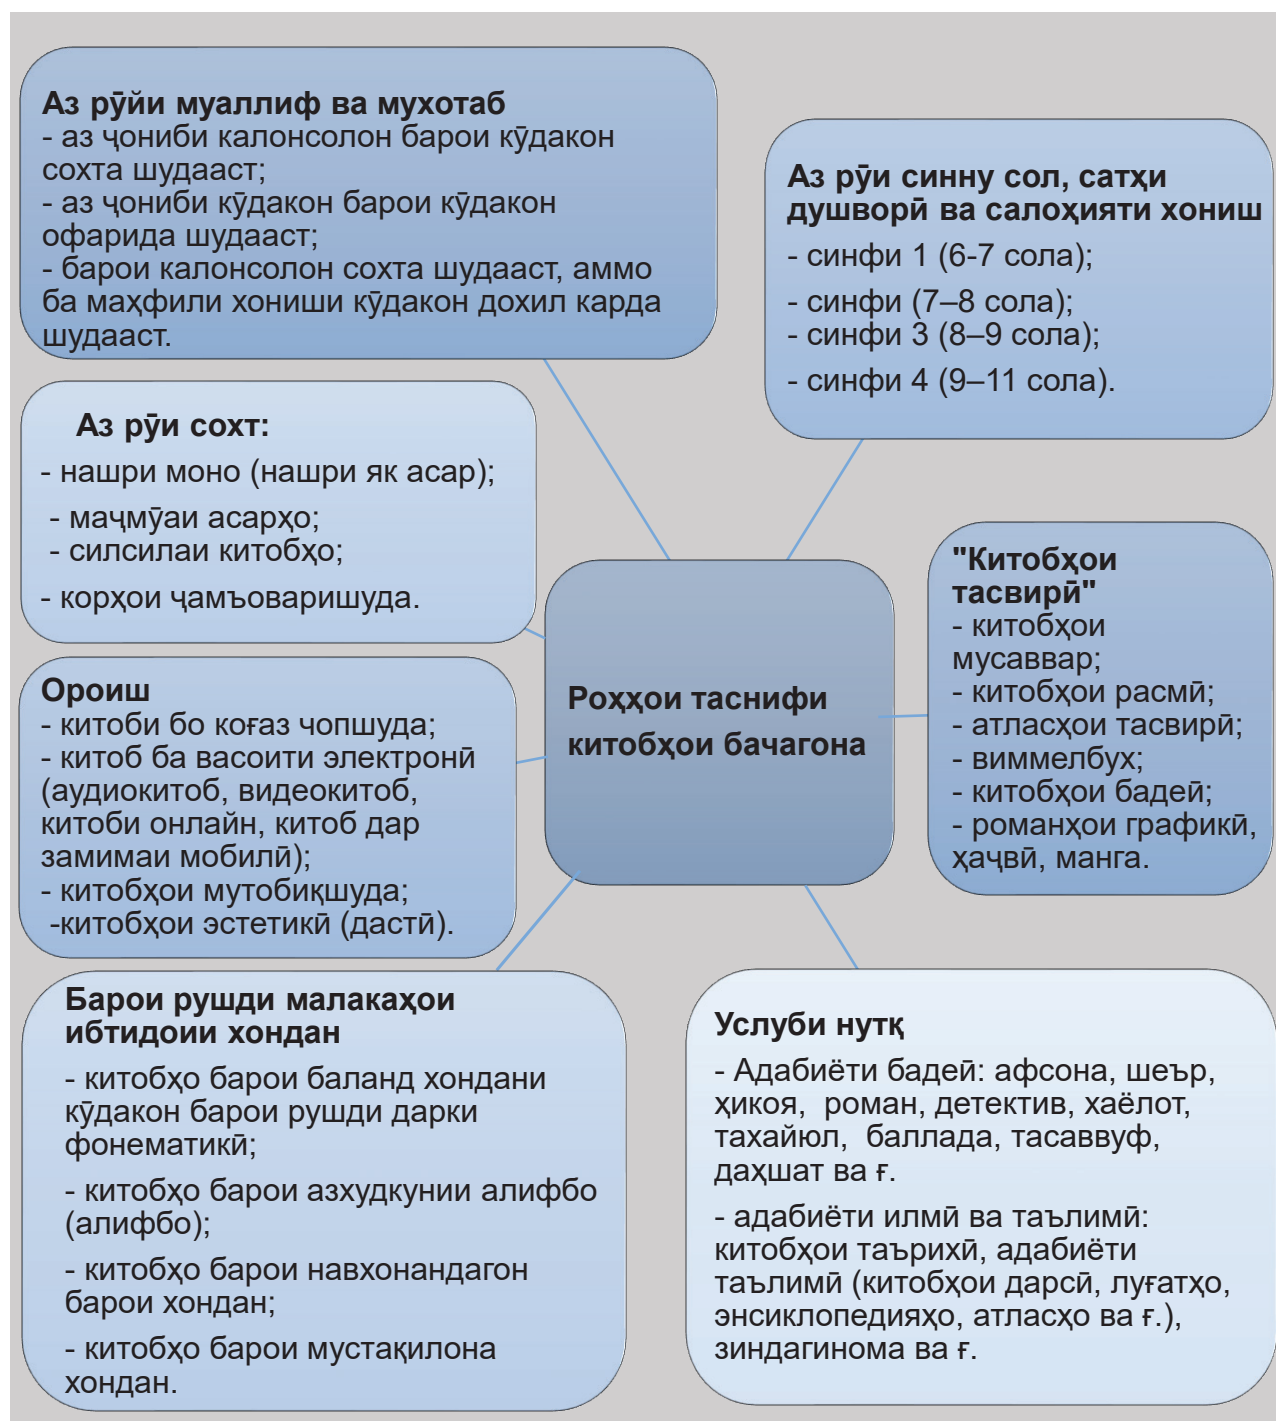 Аз рӯйи муаллиф ва мухотаб
- аз ҷониби калонсолон барои кӯдакон
сохта шудааст;
- аз ҷониби кӯдакон барои кӯдакон
офарида шудааст;
- барои калонсолон сохта шудааст, аммо
ба маҳфили хониши кӯдакон дохил карда
шудааст.
Аз рӯи синну сол, сатҳи
душворӣ ва салоҳияти хониш
- синфи 1 (6-7 сола);
- синфи (7–8 сола);
- синфи 3 (8–9 сола);
- синфи 4 (9–11 сола).
Аз рӯи сохт:
- нашри моно (нашри як асар);
- маҷмӯаи асарҳо;
- силсилаи китобҳо;
- корҳои ҷамъоваришуда.
"Китобҳои
тасвирӣ"
- китобҳои
мусаввар;
- китобҳои расмӣ;
- атласҳои тасвирӣ;
- виммелбух;
- китобҳои бадеӣ;
- романҳои графикӣ,
ҳаҷвӣ, манга.
Роҳҳои таснифи
китобҳои бачагона
Ороиш
- китоби бо коғаз чопшуда;
- китоб ба васоити электронӣ
(аудиокитоб, видеокитоб,
китоби онлайн, китоб дар
замимаи мобилӣ);
- китобҳои мутобиқшуда;
-китобҳои эстетикӣ (дастӣ).
Барои рушди малакаҳои
ибтидоии хондан
- китобҳо барои баланд хондани
кӯдакон барои рушди дарки
фонематикӣ;
- китобҳо барои азхудкунии алифбо
(алифбо);
- китобҳо барои навхонандагон
барои хондан;
- китобҳо барои мустақилона
хондан.
Услуби нутқ
- Адабиёти бадеӣ: афсона, шеър,
ҳикоя, роман, детектив, хаёлот,
тахайюл, баллада, тасаввуф,
даҳшат ва ғ.
- адабиёти илмӣ ва таълимӣ:
китобҳои таърихӣ, адабиёти
таълимӣ (китобҳои дарсӣ, луғатҳо,
энсиклопедияҳо, атласҳо ва ғ.),
зиндагинома ва ғ.